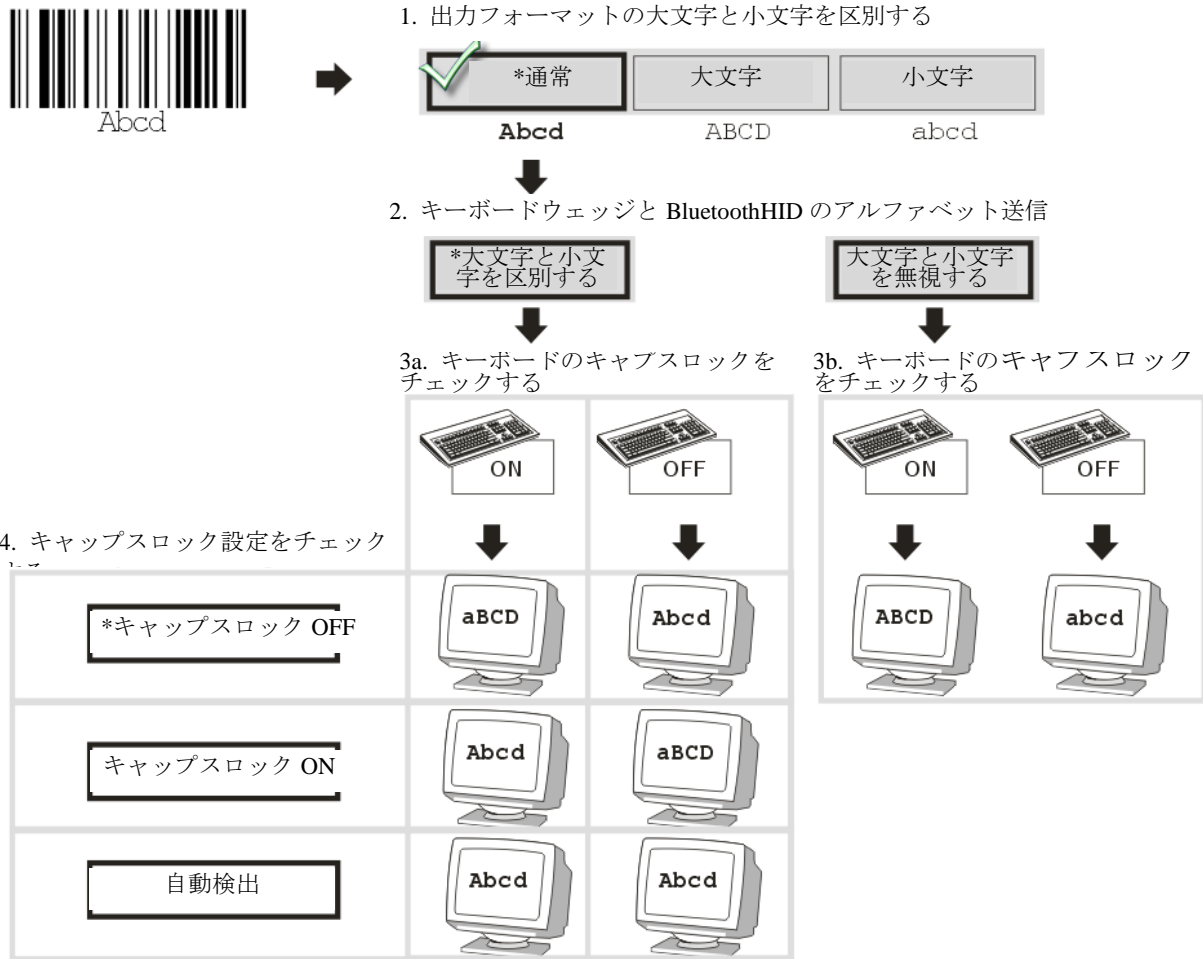 Abcd
1. 出力フォーマットの大文字と小文字を区別する
*通常
大文字
小文字
Abcd
ABCD
abcd
2. キーボードウェッジと BluetoothHID のアルファベット送信
*大文字と小文
字を区別する
大文字と小文字
を無視する
3a. キーボードのキャプスロックを
チェックする
3b. キーボードのキャプスロック
をチェックする
ON
OFF
ON
OFF
4. キャップスロック設定をチェック
*キャップスロック OFF
aBCD
Abcd
ABCD
abcd
キャップスロック ON
Abcd
aBCD
自動検出
Abcd
Abcd